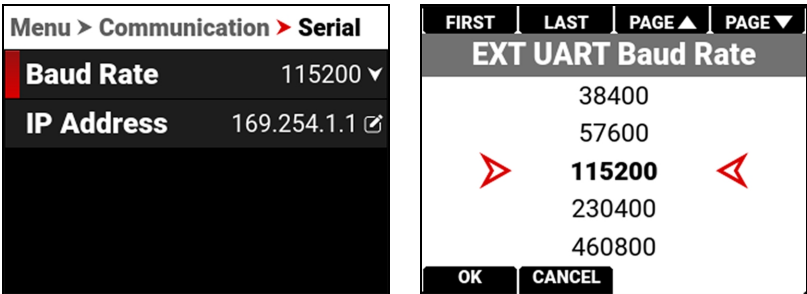 Menu > Communication > Serial
Baud Rate 115200
IP Address 169.254.1.1
FIRST LAST PAGE▲ PAGE▼
EXT UART Baud Rate
38400
57600
115200
230400
460800
OK CANCEL